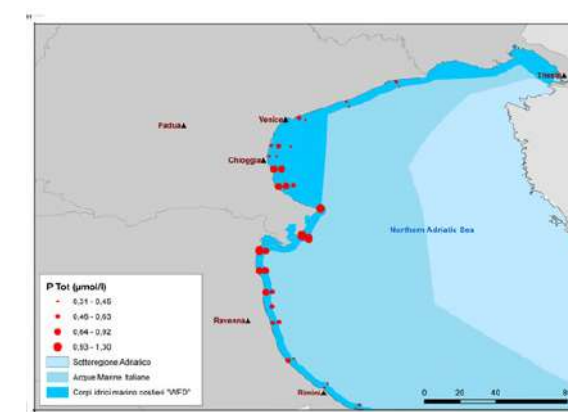 Trieste
Venice
Padua
Chioggia
Northern Adriatic Sea
P Tot (µmol/l)
0,31 - 0,45
0,46 - 0,63
0,64 - 0,92
0,93 - 1,30
Sottoregione Adriatico
Acque Marine Italiane
Corpi idrici marino costieri "WFD"
Ravenna
Rimini
0 20 40